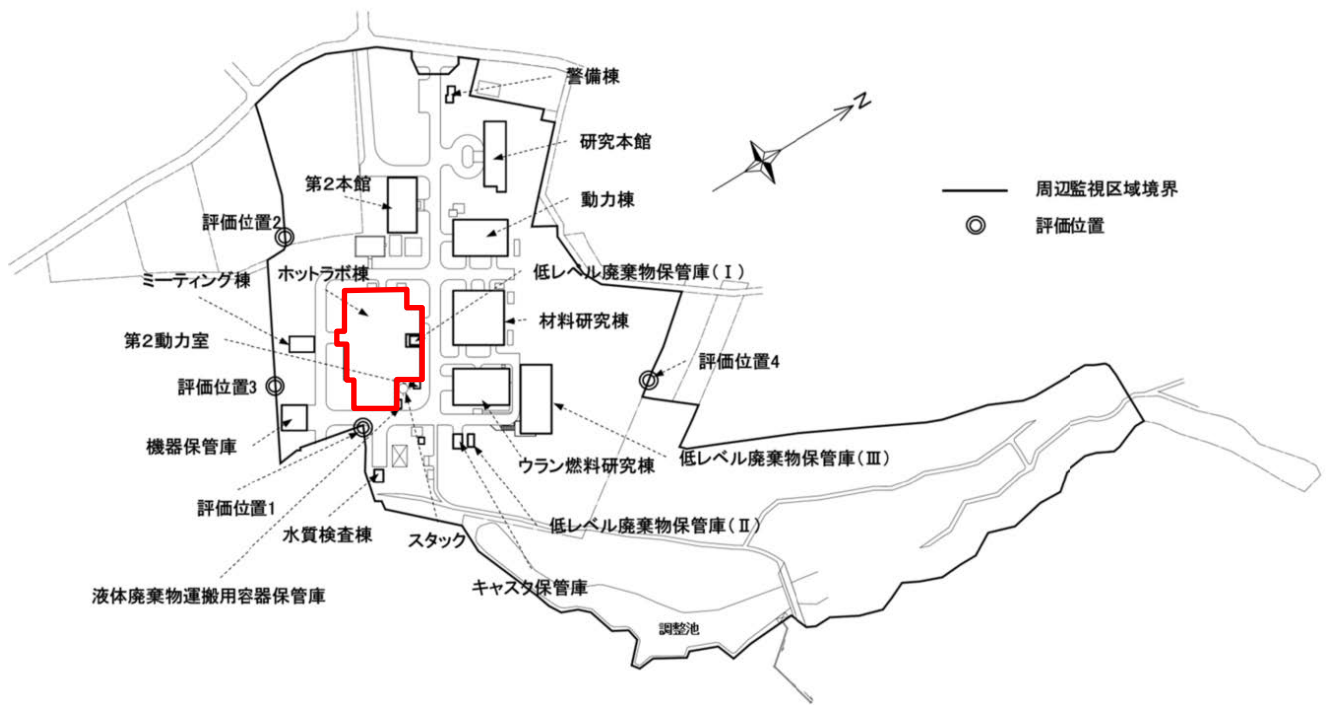 警備棟
N
研究本館
第2本館
周辺監視区域境界
動力棟
評価位置2
評価位置
ホットラボ棟
低レベル廃棄物保管庫(Ⅰ)
ミーティング棟
材料研究棟
第2動力室
評価位置4
評価位置3
機器保管庫
ウラン燃料研究棟
低レベル廃棄物保管庫(Ⅲ)
評価位置1
水質検査棟
スタック
低レベル廃棄物保管庫(Ⅱ)
キャスタ保管庫
液体廃棄物運搬用容器保管庫
調整池